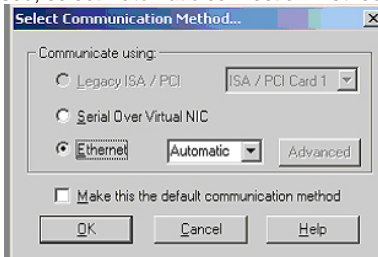 Select Communication Method...
Communicate using:
Legacy ISA / PCI ISA / PCI Card 1
Serial Over Virtual NIC
Ethernet Automatic Advanced
Make this the default communication method
OK Cancel Help